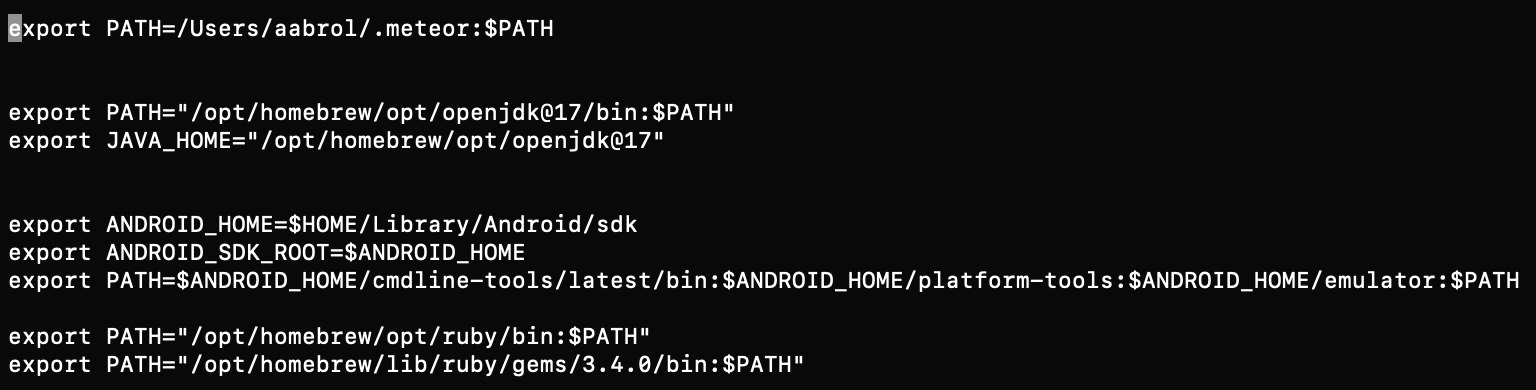 export PATH=/Users/aabrol/.meteor:$PATH
export PATH="/opt/homebrew/opt/openjdk@17/bin:$PATH"
export JAVA_HOME="/opt/homebrew/opt/openjdk@17"
export ANDROID_HOME=$HOME/Library/Android/sdk
export ANDROID_SDK_ROOT=$ANDROID_HOME
export PATH=$ANDROID_HOME/cmdline-tools/latest/bin:$ANDROID_HOME/platform-tools:$ANDROID_HOME/emulator:$PATH
export PATH="/opt/homebrew/opt/ruby/bin:$PATH"
export PATH="/opt/homebrew/lib/ruby/gems/3.4.0/bin:$PATH"